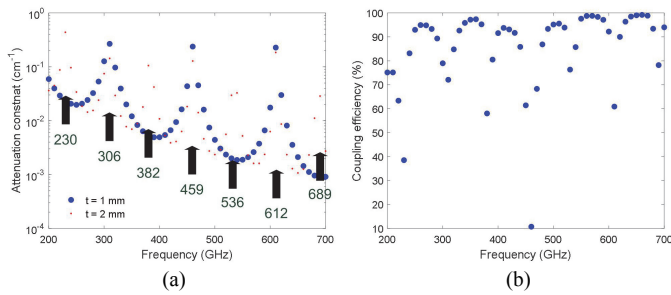 10⁰
10⁻¹
10⁻²
10⁻³
10⁻⁴
Attenuation constnat (cm⁻¹)
230
306
382
459
536
612
689
t = 1 mm
t = 2 mm
200 300 400 500 600 700
Frequency (GHz)
(a)
100
90
80
70
60
50
40
30
20
10
Coupling efficiency (%)
200 300 400 500 600 700
Frequency (GHz)
(b)